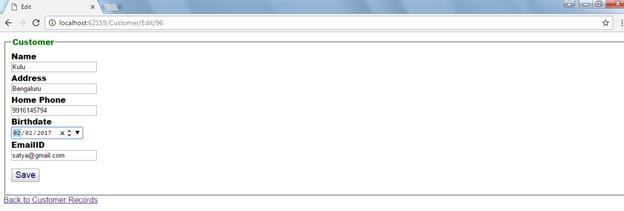 Edit
localhost:62159/Customer/Edit/96
Customer
Name
Kulu
Address
Bengaluru
Home Phone
9916145794
Birthdate
02/02/2017
EmailID
satya@gmail.com
Save
Back to Customer Records